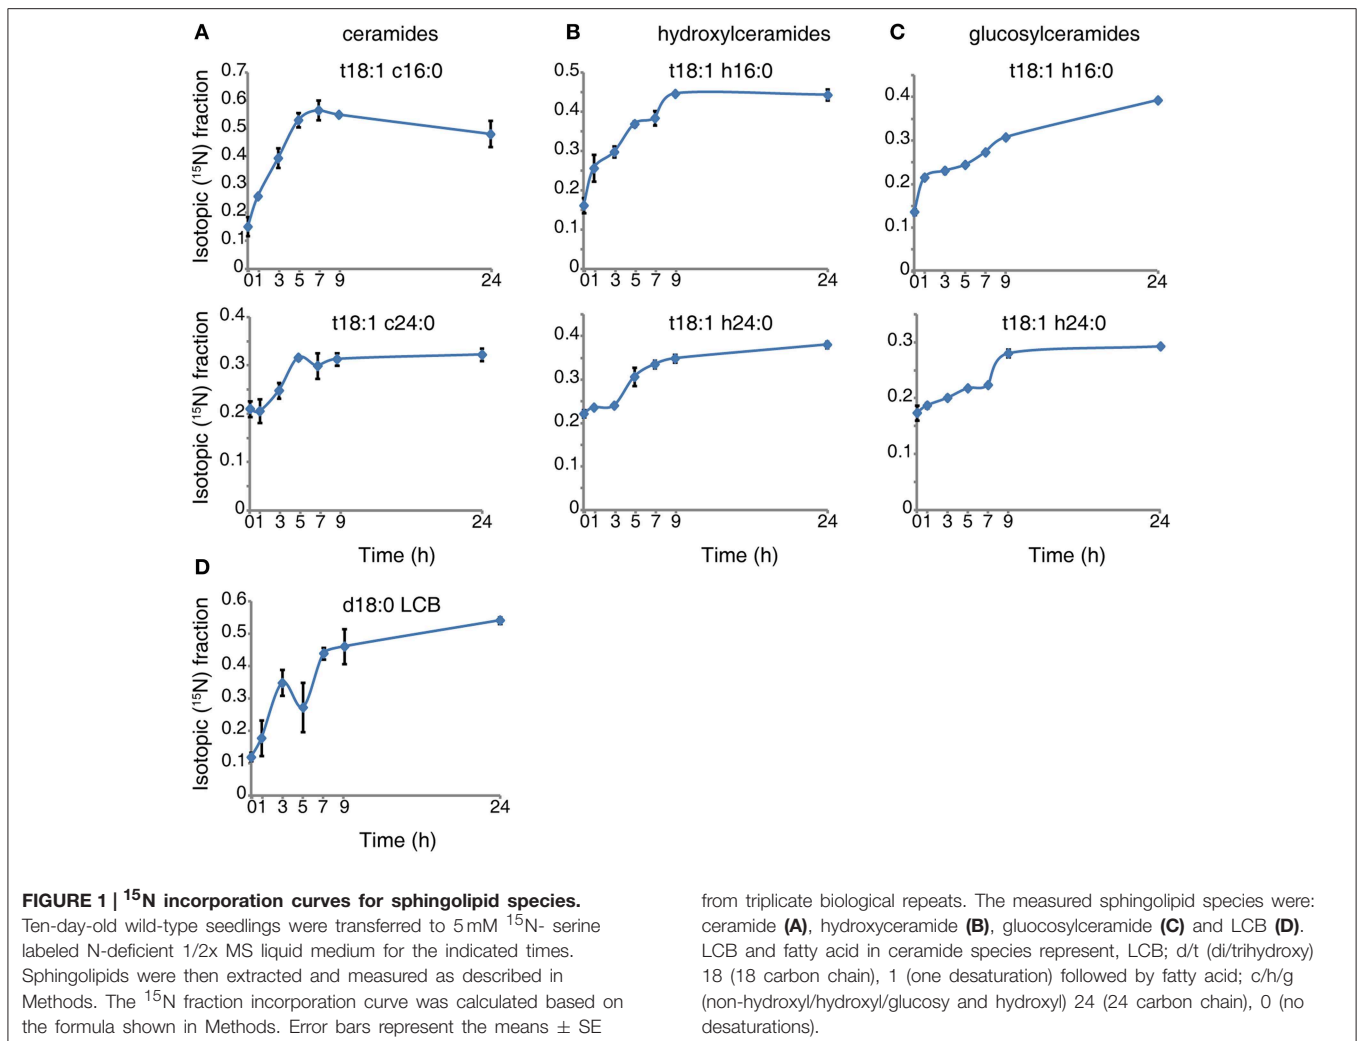 A ceramides
t18:1 c16:0
Isotopic (15N) fraction
0.7
0.6
0.5
0.4
0.3
0.2
0.1
0
01 3 5 7 9 24
B hydroxylceramides
t18:1 h16:0
0.5
0.4
0.3
0.2
0.1
0
01 3 5 7 9 24
C glucosylceramides
t18:1 h16:0
0.4
0.3
0.2
0.1
0
01 3 5 7 9 24
t18:1 c24:0
Isotopic (15N) fraction
0.4
0.3
0.2
0.1
0
01 3 5 7 9 24
Time (h)
t18:1 h24:0
0.4
0.3
0.2
0.1
0
01 3 5 7 9 24
Time (h)
t18:1 h24:0
0.3
0.2
0.1
0
01 3 5 7 9 24
Time (h)
D
d18:0 LCB
Isotopic (15N) fraction
0.6
0.5
0.4
0.3
0.2
0.1
0
01 3 5 7 9 24
Time (h)
FIGURE 1 | 15N incorporation curves for sphingolipid species.
Ten-day-old wild-type seedlings were transferred to 5 mM 15N- serine
labeled N-deficient 1/2x MS liquid medium for the indicated times.
Sphingolipids were then extracted and measured as described in
Methods. The 15N fraction incorporation curve was calculated based on
the formula shown in Methods. Error bars represent the means ± SE
from triplicate biological repeats. The measured sphingolipid species were:
ceramide (A), hydroxyceramide (B), gluocosylceramide (C) and LCB (D).
LCB and fatty acid in ceramide species represent, LCB; d/t (di/trihydroxy)
18 (18 carbon chain), 1 (one desaturation) followed by fatty acid; c/h/g
(non-hydroxyl/hydroxyl/glucosy and hydroxyl) 24 (24 carbon chain), 0 (no
desaturations).